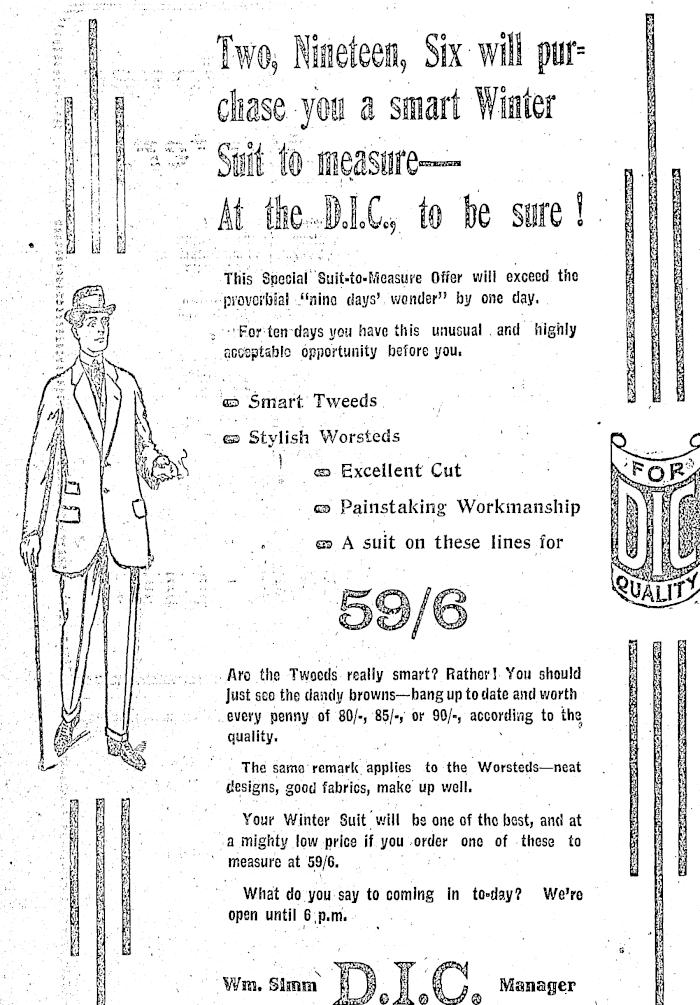 Two, Nineteen, Six will pur=
chase you a smart Winter
Suit to measure—
At the D.I.C., to be sure !
This Special Suit-to-Measure Offer will exceed the
proverbial "nine days' wonder" by one day.
For ten days you have this unusual and highly
acceptable opportunity before you.
Smart Tweeds
Stylish Worsteds
Excellent Cut
Painstaking Workmanship
A suit on these lines for
59/6
FOR
DIC
QUALITY
Are the Tweeds really smart? Rather! You should
just see the dandy browns—bang up to date and worth
every penny of 80/-, 85/-, or 90/-, according to the
quality.
The same remark applies to the Worsteds—neat
designs, good fabrics, make up well.
Your Winter Suit will be one of the best, and at
a mighty low price if you order one of these to
measure at 59/6.
What do you say to coming in to-day? We're
open until 6 p.m.
Wm. Simm D.I.C. Manager